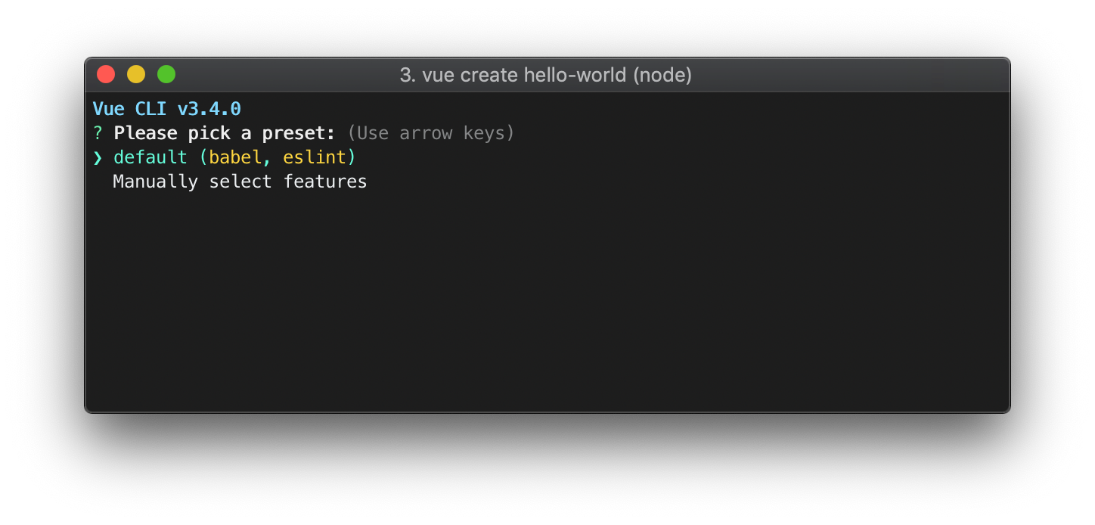 3. vue create hello-world (node)
Vue CLI v3.4.0
? Please pick a preset: (Use arrow keys)
❯ default (babel, eslint)
Manually select features